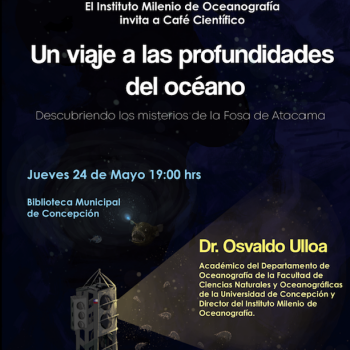 El Instituto Milenio de Oceanografía
invita a Café Científico
Un viaje a las profundidades
del océano
Descubriendo los misterios de la Fosa de Atacama
Jueves 24 de Mayo 19:00 hrs
Biblioteca Municipal
de Concepción
Dr. Osvaldo Ulloa
Académico del Departamento de
Oceanografía de la Facultad de
Ciencias Naturales y Oceanográficas
de la Universidad de Concepción y
Director del Instituto Milenio de
Oceanografía.